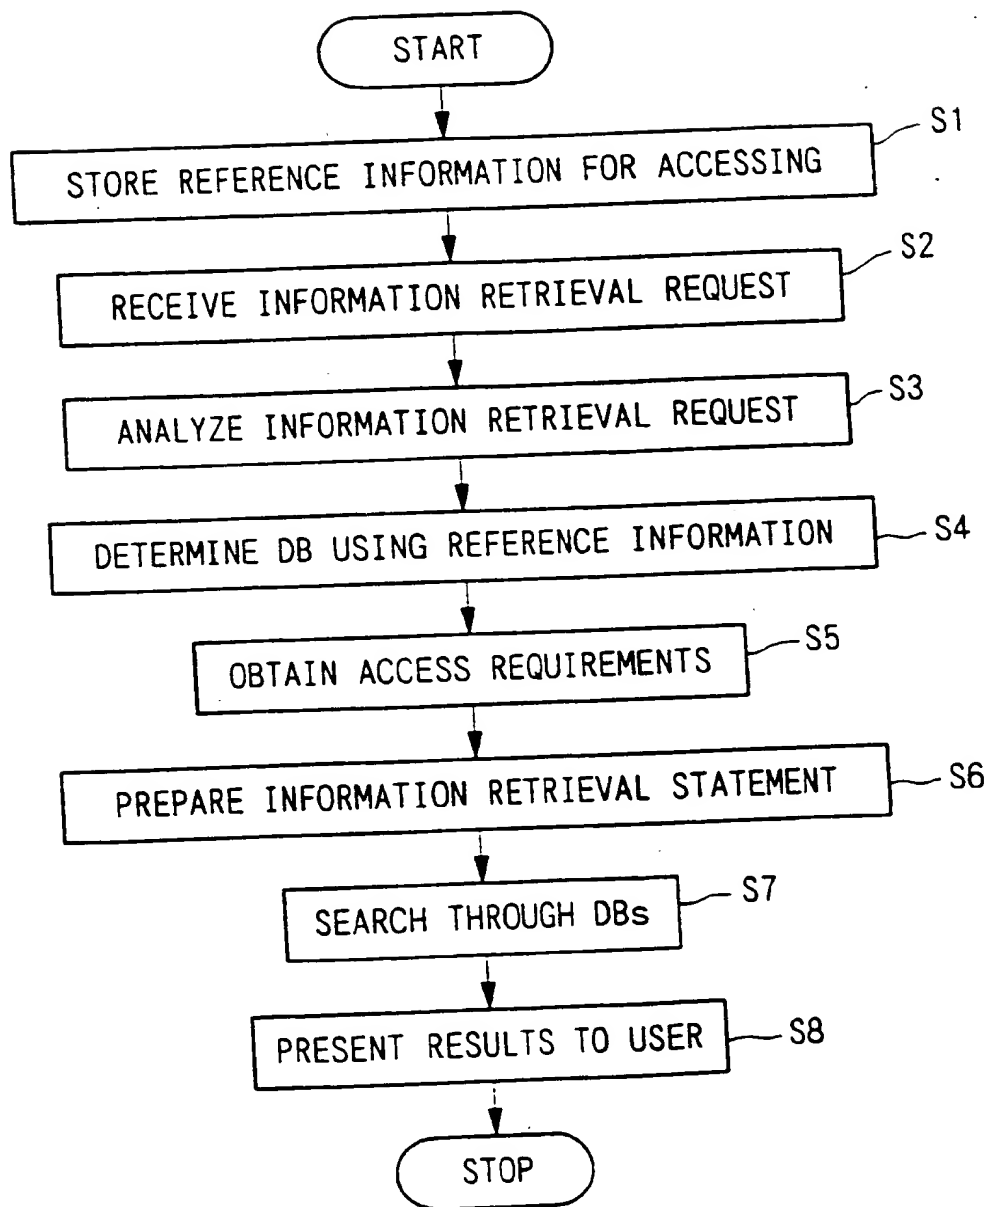 START
STORE REFERENCE INFORMATION FOR ACCESSING
S1
RECEIVE INFORMATION RETRIEVAL REQUEST
S2
ANALYZE INFORMATION RETRIEVAL REQUEST
S3
DETERMINE DB USING REFERENCE INFORMATION
S4
OBTAIN ACCESS REQUIREMENTS
S5
PREPARE INFORMATION RETRIEVAL STATEMENT
S6
SEARCH THROUGH DBs
S7
PRESENT RESULTS TO USER
S8
STOP